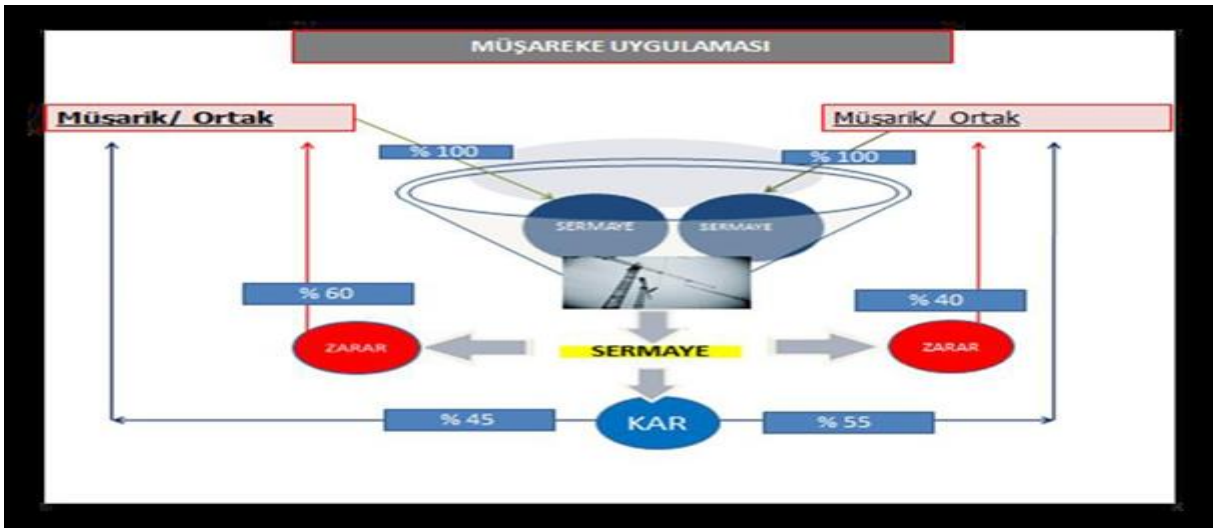 MÜŞAREKE UYGULAMASI
Müşarik/ Ortak
Müşarik/ Ortak
% 100
% 100
SERMAYE
SERMAYE
% 60
% 40
ZARAR
SERMAYE
ZARAR
% 45
KAR
% 55